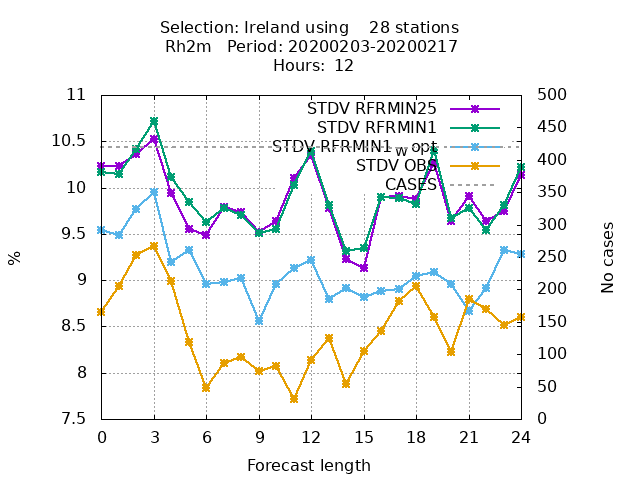 Selection: Ireland using 28 stations
Rh2m Period: 20200203-20200217
Hours: 12
STDV RFRMIN25
STDV RFRMIN1
STDV RFRMIN1 w opt
STDV OBS
CASES
11
10.5
10
9.5
9
8.5
8
7.5
%
500
450
400
350
300
250
200
150
100
50
0
No cases
0 3 6 9 12 15 18 21 24
Forecast length